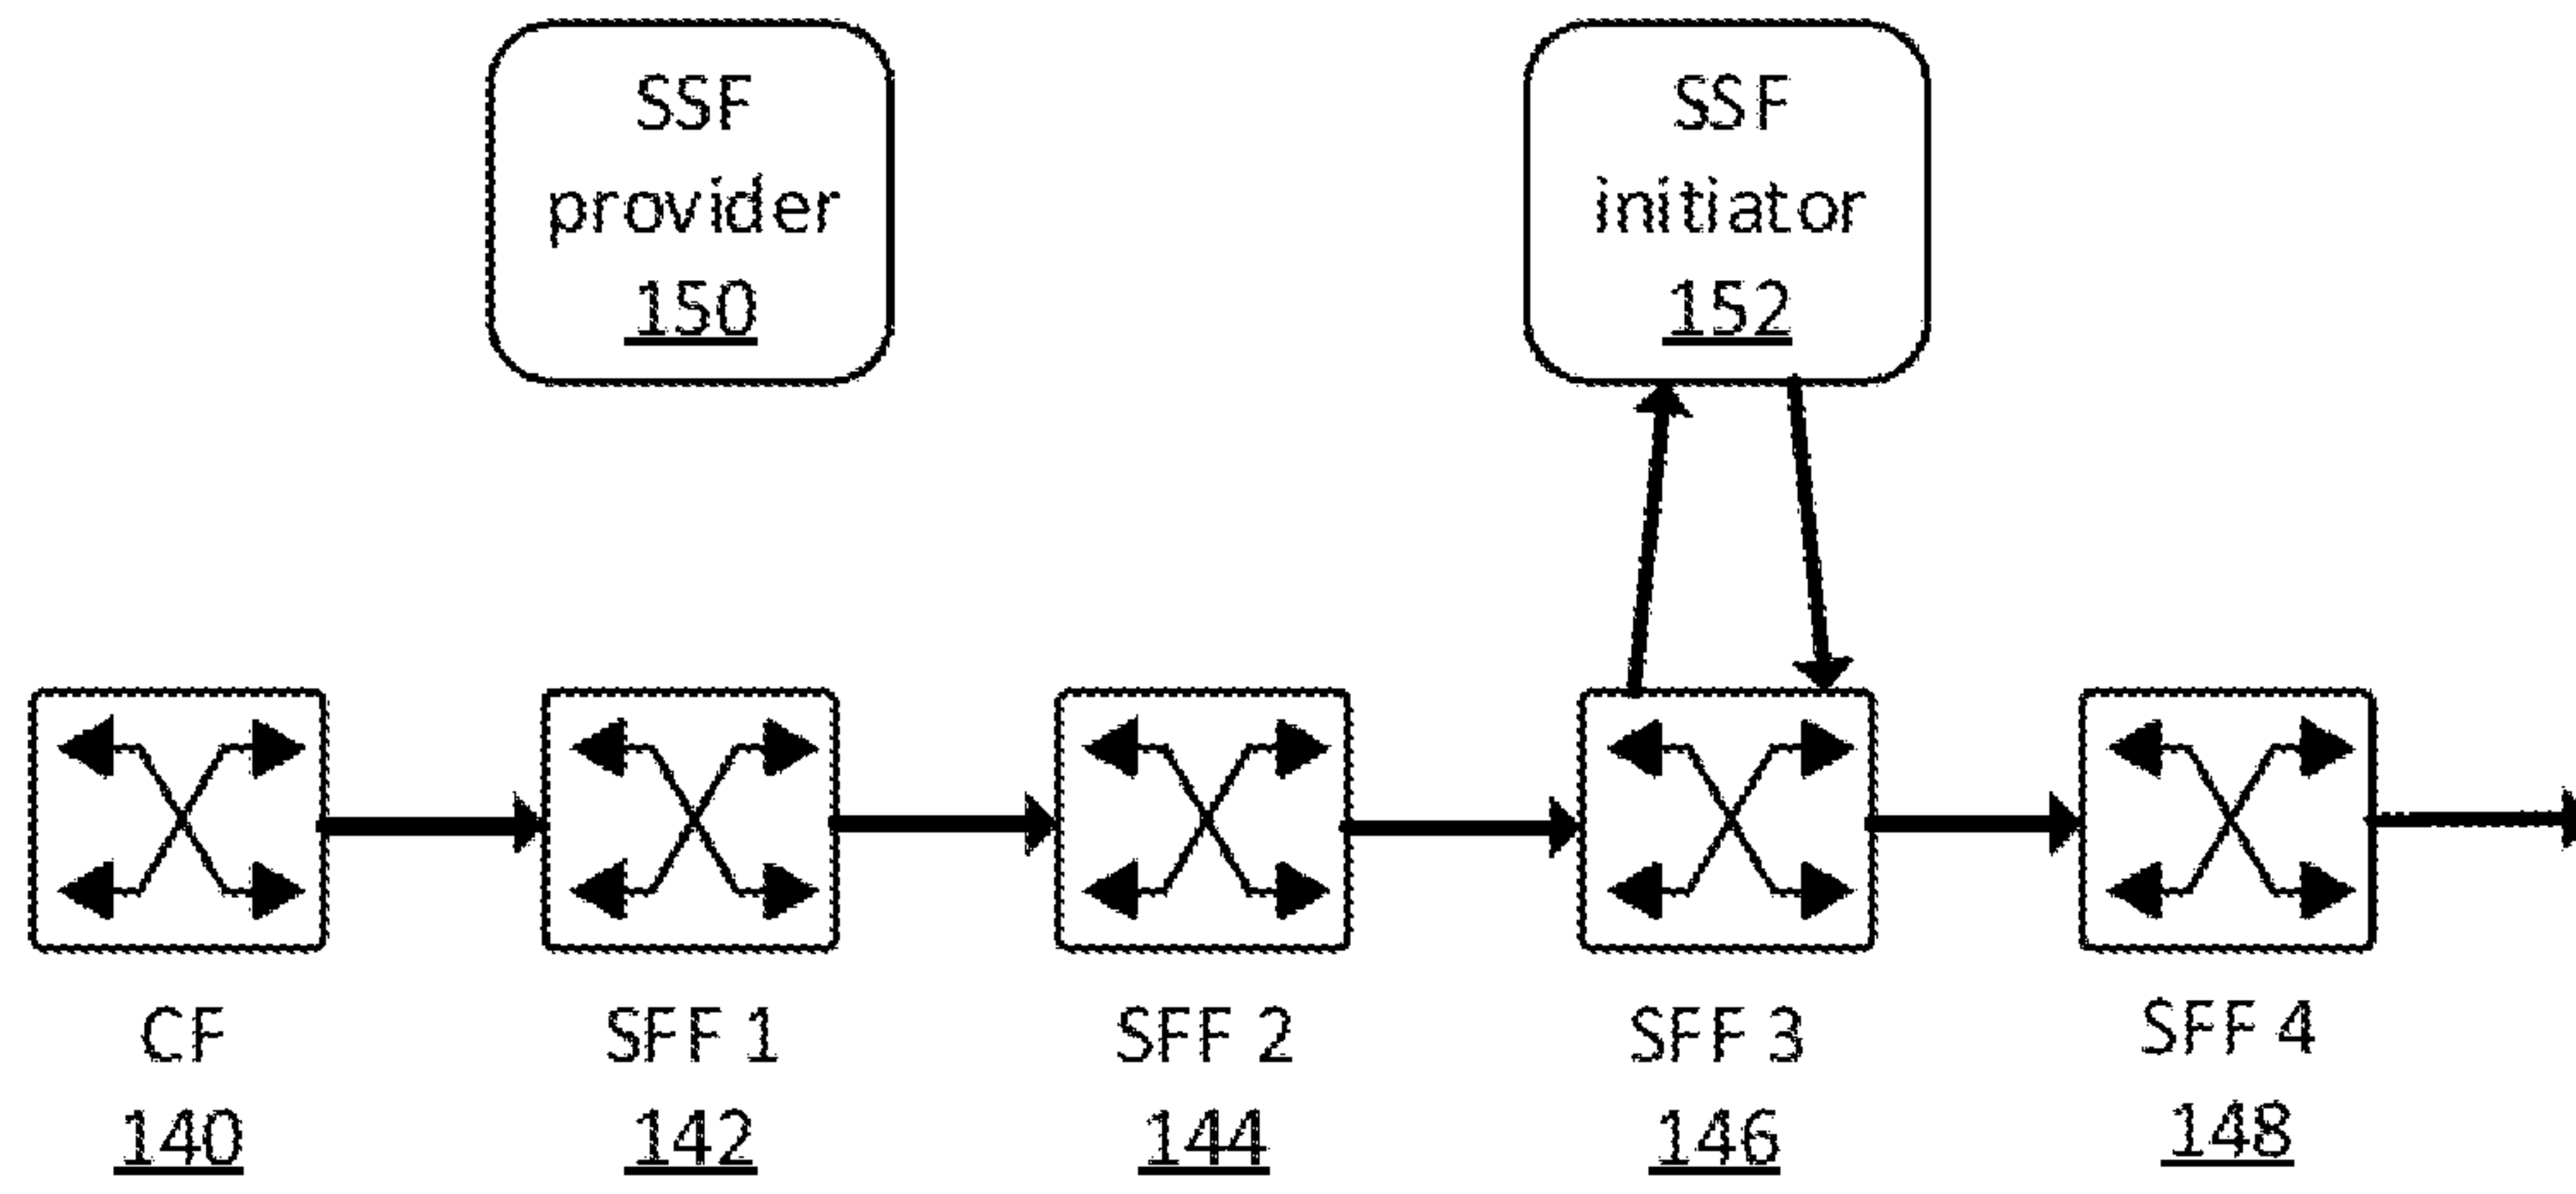 SSF
provider
150
SSF
initiator
152
CF
140
SFF 1
142
SFF 2
144
SFF 3
146
SFF 4
148